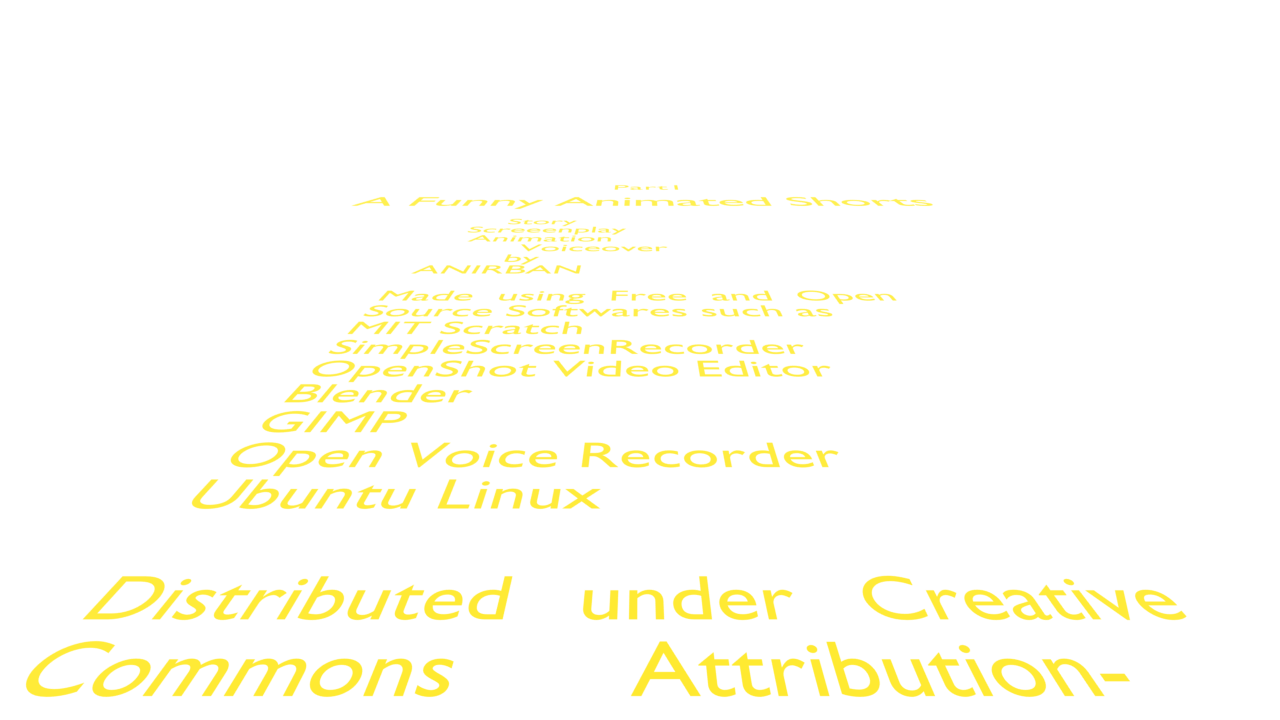 Part I
A Funny Animated Shorts
Story
Screeenplay
Animation
Voiceover
by
ANIRBAN
Made using Free and Open
Source Softwares such as
MIT Scratch
SimpleScreenRecorder
OpenShot Video Editor
Blender
GIMP
Open Voice Recorder
Ubuntu Linux
Distributed under Creative
Commons Attribution-